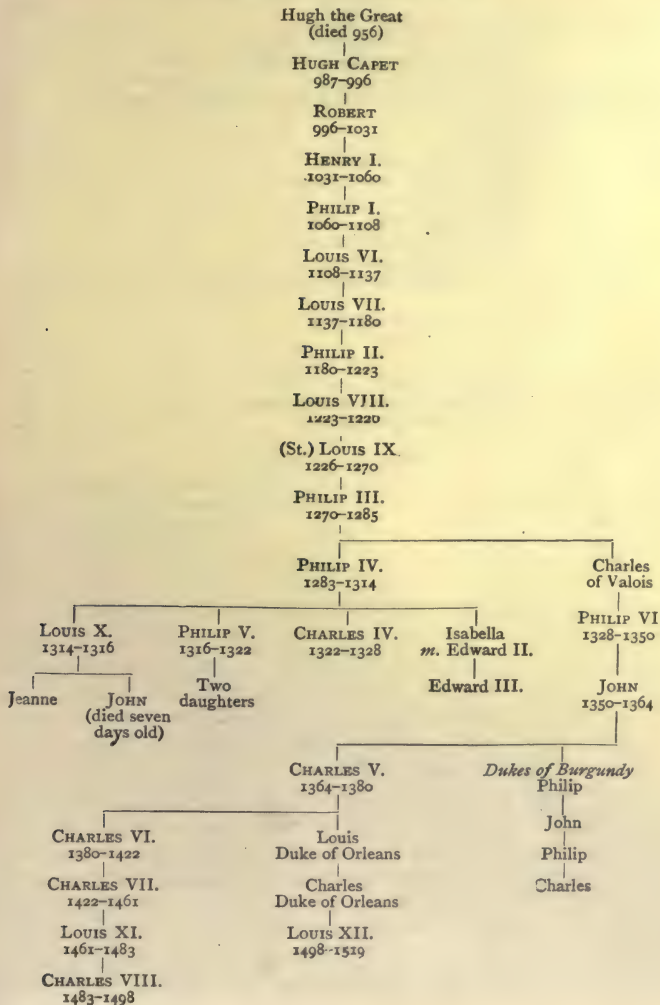 Hugh the Great
(died 956)
HUGH CAPET
987–996
ROBERT
996–1031
HENRY I.
1031–1060
PHILIP I.
1060–1108
LOUIS VI.
1108–1137
LOUIS VII.
1137–1180
PHILIP II.
1180–1223
LOUIS VIII.
1223–1226
(St.) LOUIS IX.
1226–1270
PHILIP III.
1270–1285
PHILIP IV.
1283–1314
Charles
of Valois
LOUIS X.
1314–1316
PHILIP V.
1316–1322
CHARLES IV.
1322–1328
Isabella
m. Edward II.
PHILIP VI
1328–1350
Jeanne
JOHN
(died seven
days old)
Two
daughters
Edward III.
JOHN
1350–1364
CHARLES V.
1364–1380
Dukes of Burgundy
Philip
CHARLES VI.
1380–1422
Louis
Duke of Orleans
John
CHARLES VII.
1422–1461
Charles
Duke of Orleans
Philip
LOUIS XI.
1461–1483
LOUIS XII.
1498–1519
Charles
CHARLES VIII.
1483–1498